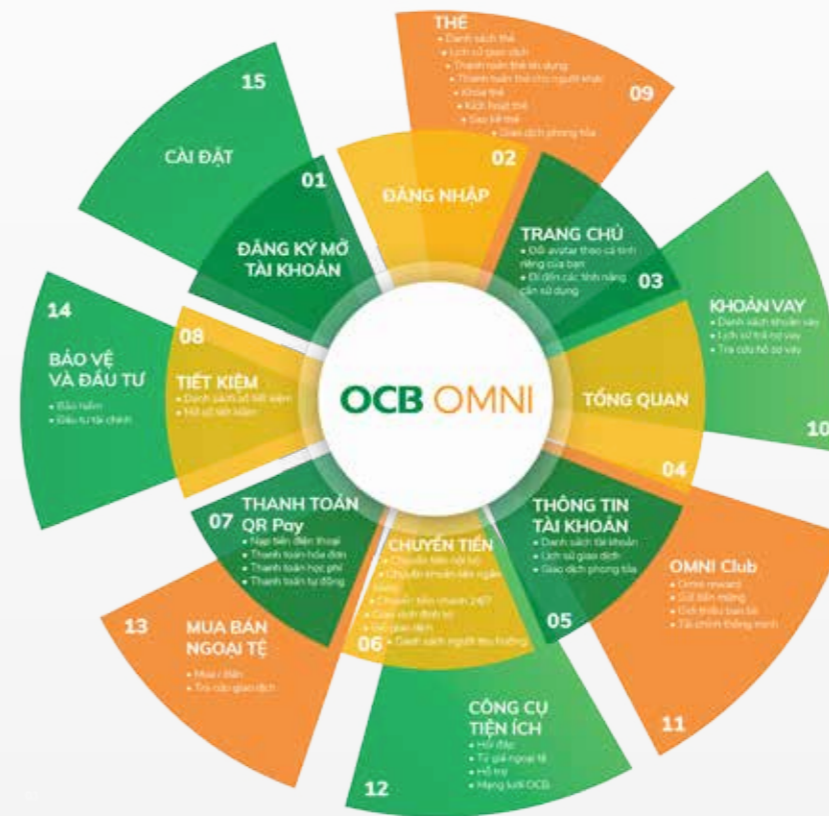 OCB OMNI
01
ĐĂNG KÝ MỞ
TÀI KHOẢN
02
ĐĂNG NHẬP
TRANG CHỦ
• Đổi avatar theo cá tính
riêng của bạn
• Đi đến các tính năng
cần sử dụng
03
TỔNG QUAN
04
THÔNG TIN
TÀI KHOẢN
• Danh sách tài khoản
• Lịch sử giao dịch
• Giao dịch phong tỏa
05
CHUYỂN TIỀN
• Chuyển tiền nội bộ
• Chuyển khoản liên ngân
• Chuyển tiền nhanh 24/7
• Danh sách người thụ hưởng
06
07
THANH TOÁN
QR Pay
• Nạp tiền điện thoại
• Thanh toán hóa đơn
• Thanh toán học phí
• Thanh toán tự động
08
TIẾT KIỆM
• Danh sách sổ tiết kiệm
• Mở sổ tiết kiệm
THẺ
• Danh sách thẻ
• Lịch sử giao dịch
• Thanh toán thẻ tín dụng
• Thanh toán thẻ cho người khác
• Khóa thẻ
• Kích hoạt thẻ
• Sao kê thẻ
• Giao dịch phong tỏa
09
KHOẢN VAY
• Danh sách khoản vay
• Lịch sử trả nợ vay
• Tra cứu hồ sơ vay
10
OMNI Club
• Omni reward
• Gửi tiền mừng
• Giới thiệu bạn bè
• Tài chính thông minh
11
CÔNG CỤ
TIỆN ÍCH
• Hỏi đáp
• Tỷ giá ngoại tệ
• Hỗ trợ
• Mạng lưới OCB
12
13
MUA BÁN
NGOẠI TỆ
• Mua / Bán
• Tra cứu giao dịch
14
BẢO VỆ
VÀ ĐẦU TƯ
• Bảo hiểm
• Đầu tư tài chính
15
CÀI ĐẶT